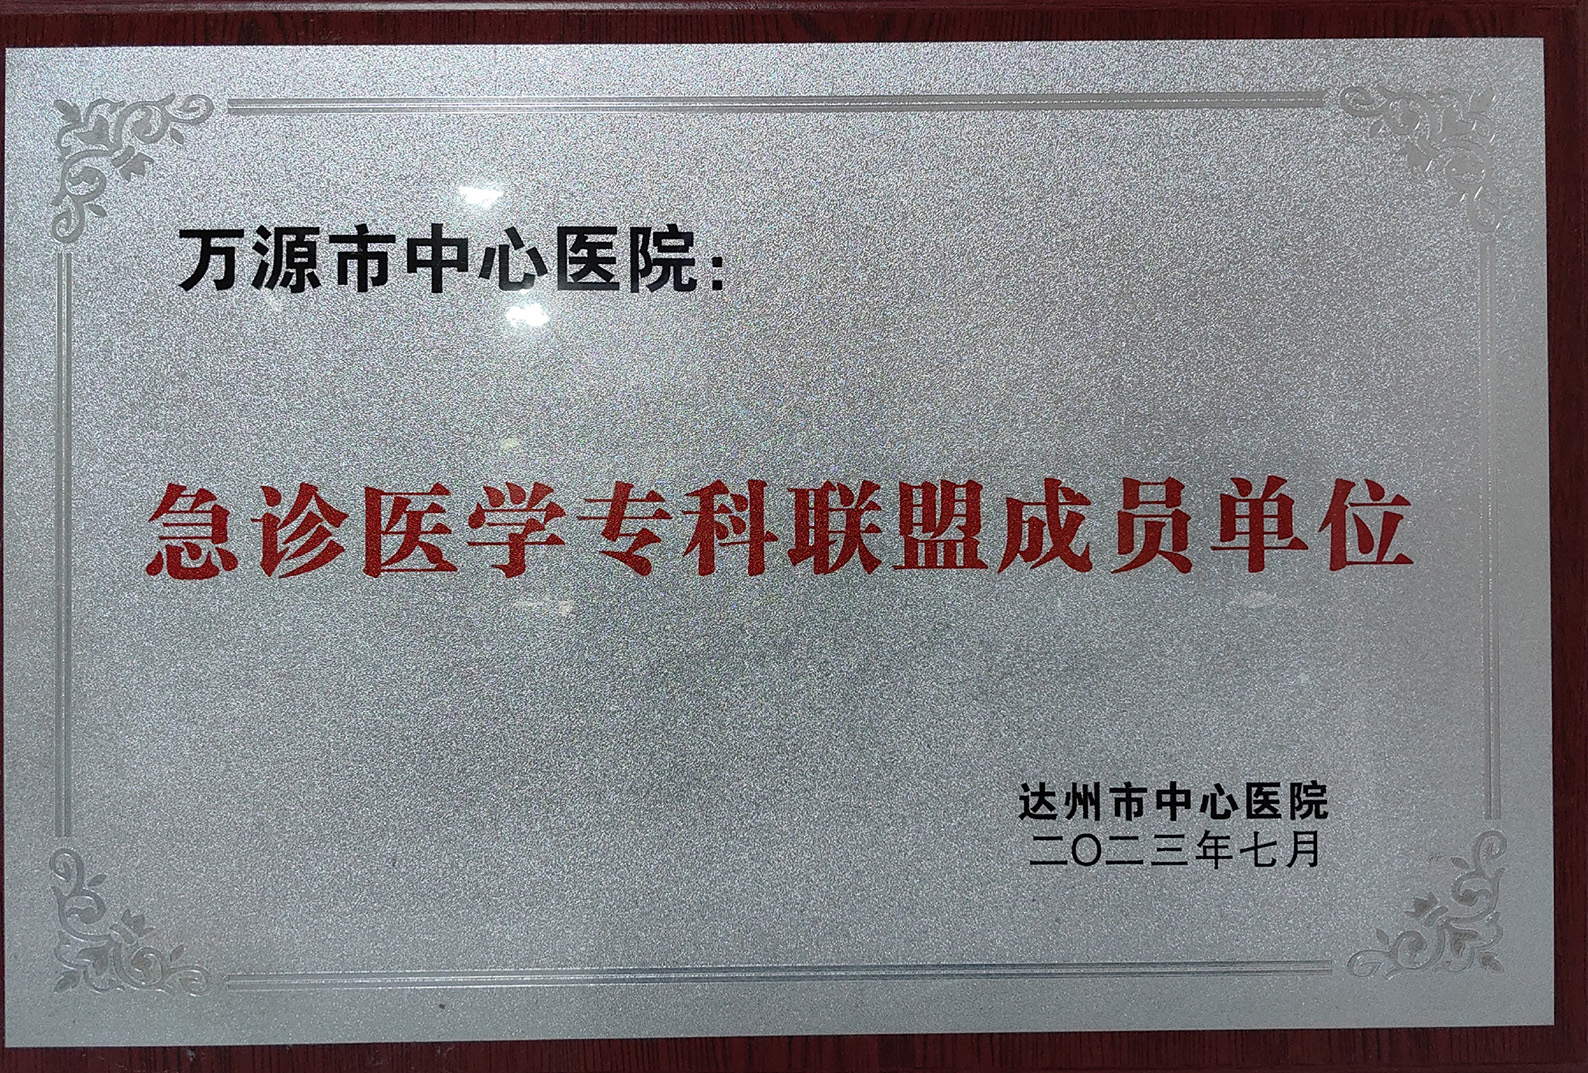 万源市中心医院：
急诊医学专科联盟成员单位
达州市中心医院
二〇二三年七月